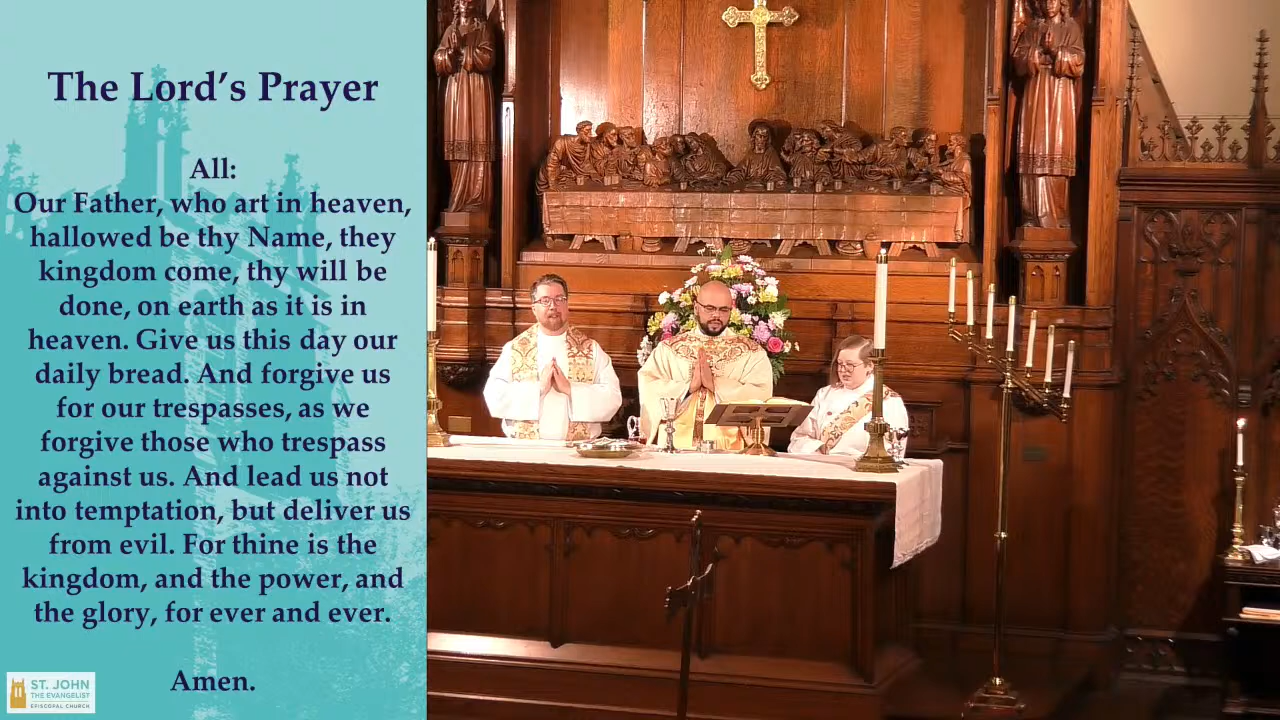 The Lord's Prayer
All:
Our Father, who art in heaven,
hallowed be thy Name, they
kingdom come, thy will be
done, on earth as it is in
heaven. Give us this day our
daily bread. And forgive us
for our trespasses, as we
forgive those who trespass
against us. And lead us not
into temptation, but deliver us
from evil. For thine is the
kingdom, and the power, and
the glory, for ever and ever.
Amen.
ST. JOHN
THE EVANGELIST
EPISCOPAL CHURCH